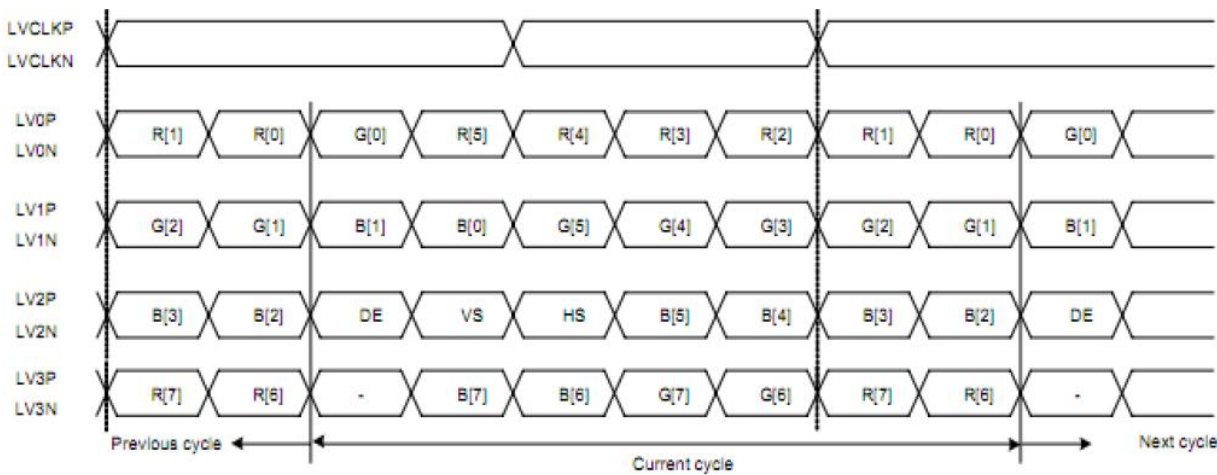 LVCLKP
LVCLKN
LV0P
LV0N
R[1] R[0] G[0] R[5] R[4] R[3] R[2] R[1] R[0] G[0]
LV1P
LV1N
G[2] G[1] B[1] B[0] G[5] G[4] G[3] G[2] G[1] B[1]
LV2P
LV2N
B[3] B[2] DE VS HS B[5] B[4] B[3] B[2] DE
LV3P
LV3N
R[7] R[6] - B[7] B[6] G[7] G[6] R[7] R[6] -
Previous cycle
Current cycle
Next cycle